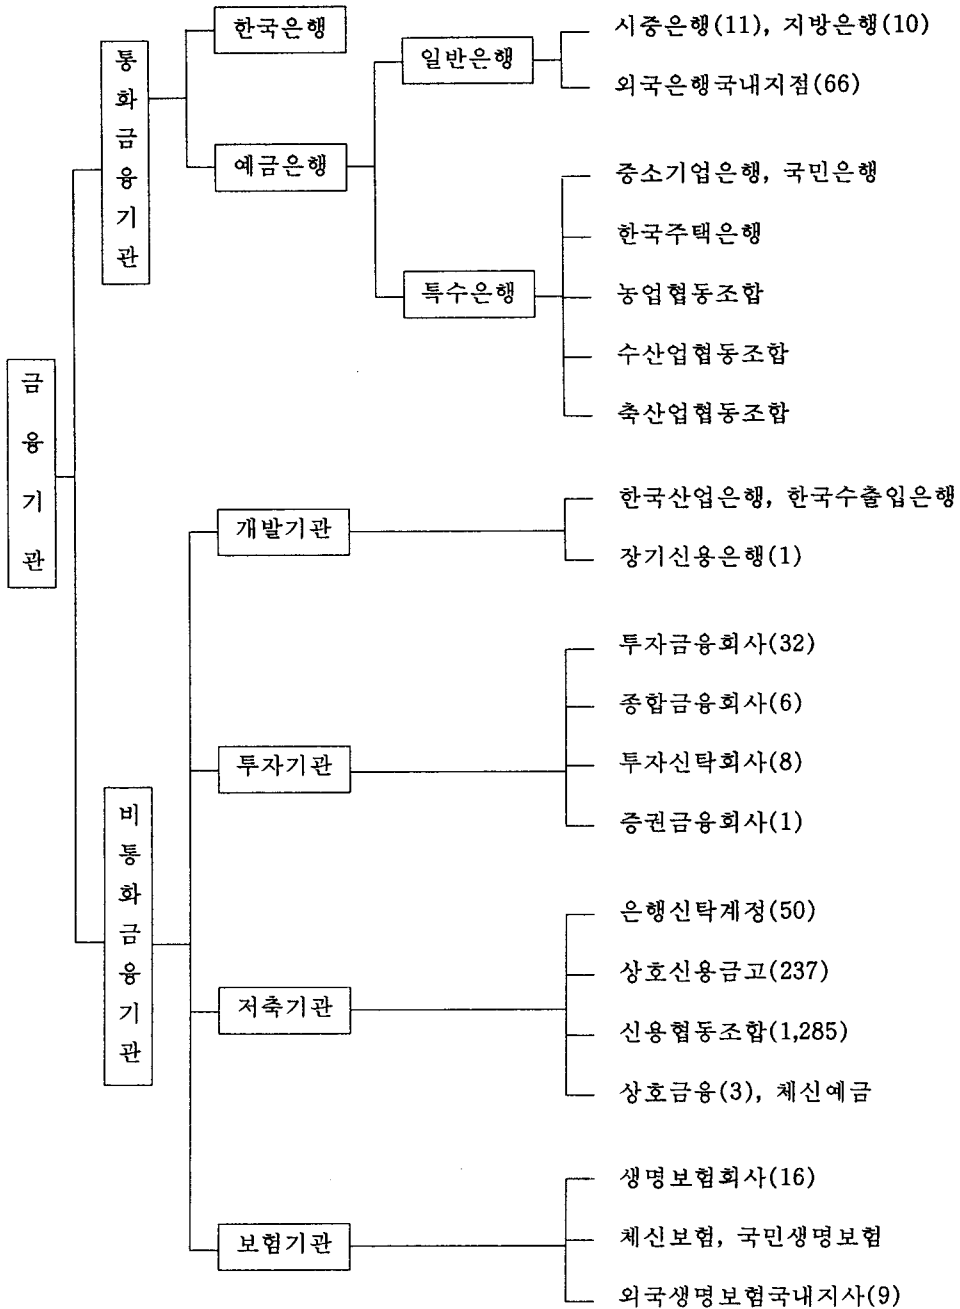 금융기관
통화금융기관
한국은행
예금은행
일반은행
시중은행(11), 지방은행(10)
외국은행국내지점(66)
특수은행
중소기업은행, 국민은행
한국주택은행
농업협동조합
수산업협동조합
축산업협동조합
비통화금융기관
개발기관
한국산업은행, 한국수출입은행
장기신용은행(1)
투자기관
투자금융회사(32)
종합금융회사(6)
투자신탁회사(8)
증권금융회사(1)
저축기관
은행신탁계정(50)
상호신용금고(237)
신용협동조합(1,285)
상호금융(3), 체신예금
보험기관
생명보험회사(16)
체신보험, 국민생명보험
외국생명보험국내지사(9)